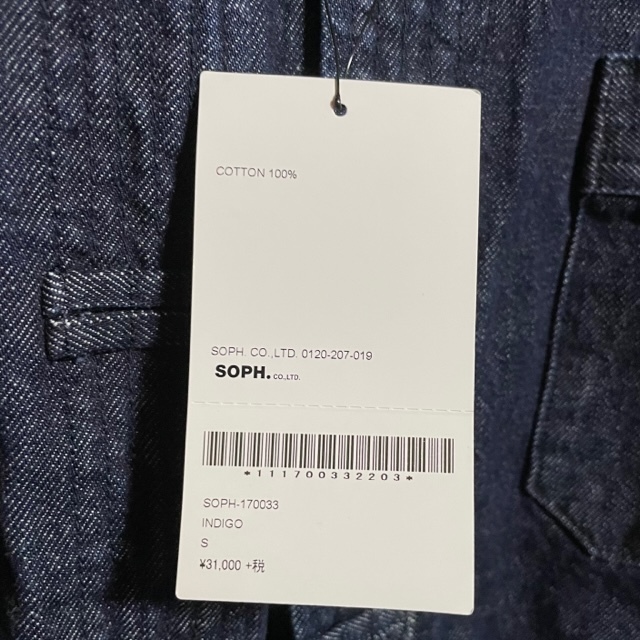 COTTON 100%
SOPH. CO.,LTD. 0120-207-019
SOPH. CO.,LTD.
*111700332203*
SOPH-170033
INDIGO
S
¥31,000 +税